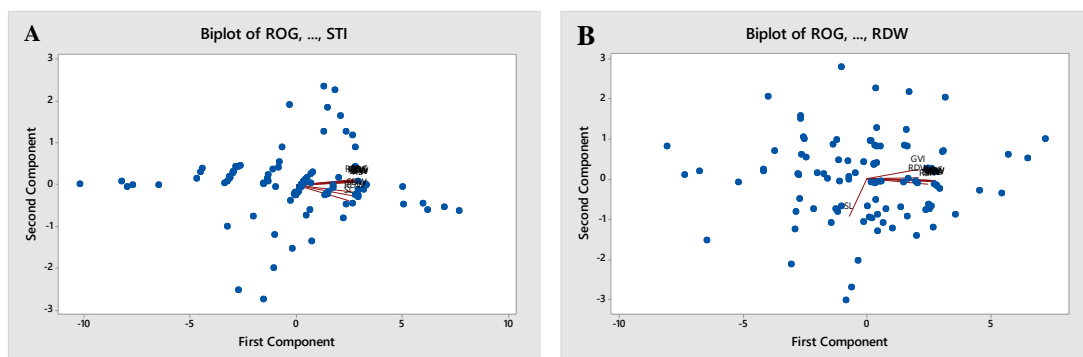 A
Biplot of ROG, ..., STI
3
2
1
0
-1
-2
-3
Second Component
SL
-10
-5
0
5
10
First Component
B
Biplot of ROG, ..., RDW
3
2
1
0
-1
-2
-3
Second Component
GVI
RDW
SL
-10
-5
0
5
First Component